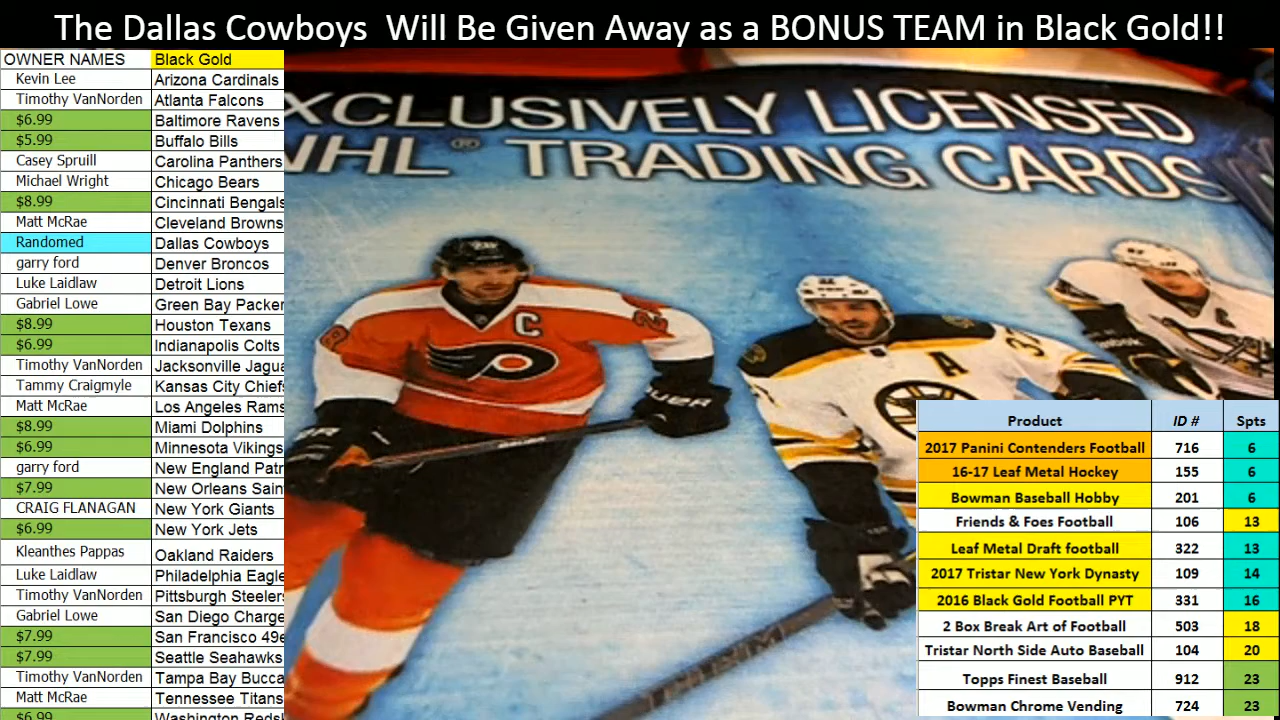 The Dallas Cowboys Will Be Given Away as a BONUS TEAM in Black Gold!!
OWNER NAMES Black Gold
Kevin Lee Arizona Cardinals
Timothy VanNorden Atlanta Falcons
$6.99 Baltimore Ravens
$5.99 Buffalo Bills
Casey Spruill Carolina Panthers
Michael Wright Chicago Bears
$8.99 Cincinnati Bengals
Matt McRae Cleveland Browns
Randomed Dallas Cowboys
garry ford Denver Broncos
Luke Laidlaw Detroit Lions
Gabriel Lowe Green Bay Packer
$8.99 Houston Texans
$6.99 Indianapolis Colts
Timothy VanNorden Jacksonville Jagua
Tammy Craigmyle Kansas City Chiefs
Matt McRae Los Angeles Rams
$8.99 Miami Dolphins
$6.99 Minnesota Vikings
garry ford New England Patr
$7.99 New Orleans Sain
CRAIG FLANAGAN New York Giants
$6.99 New York Jets
Kleanthes Pappas Oakland Raiders
Luke Laidlaw Philadelphia Eagle
Timothy VanNorden Pittsburgh Steelers
Gabriel Lowe San Diego Charge
$7.99 San Francisco 49e
$7.99 Seattle Seahawks
Timothy VanNorden Tampa Bay Bucca
Matt McRae Tennessee Titans
$6.99 Washington Redsk
XCLUSIVELY LICENSED
NHL® TRADING CARDS
C
A
Product ID # Spts
2017 Panini Contenders Football 716 6
16-17 Leaf Metal Hockey 155 6
Bowman Baseball Hobby 201 6
Friends & Foes Football 106 13
Leaf Metal Draft football 322 13
2017 Tristar New York Dynasty 109 14
2016 Black Gold Football PYT 331 16
2 Box Break Art of Football 503 18
Tristar North Side Auto Baseball 104 20
Topps Finest Baseball 912 23
Bowman Chrome Vending 724 23